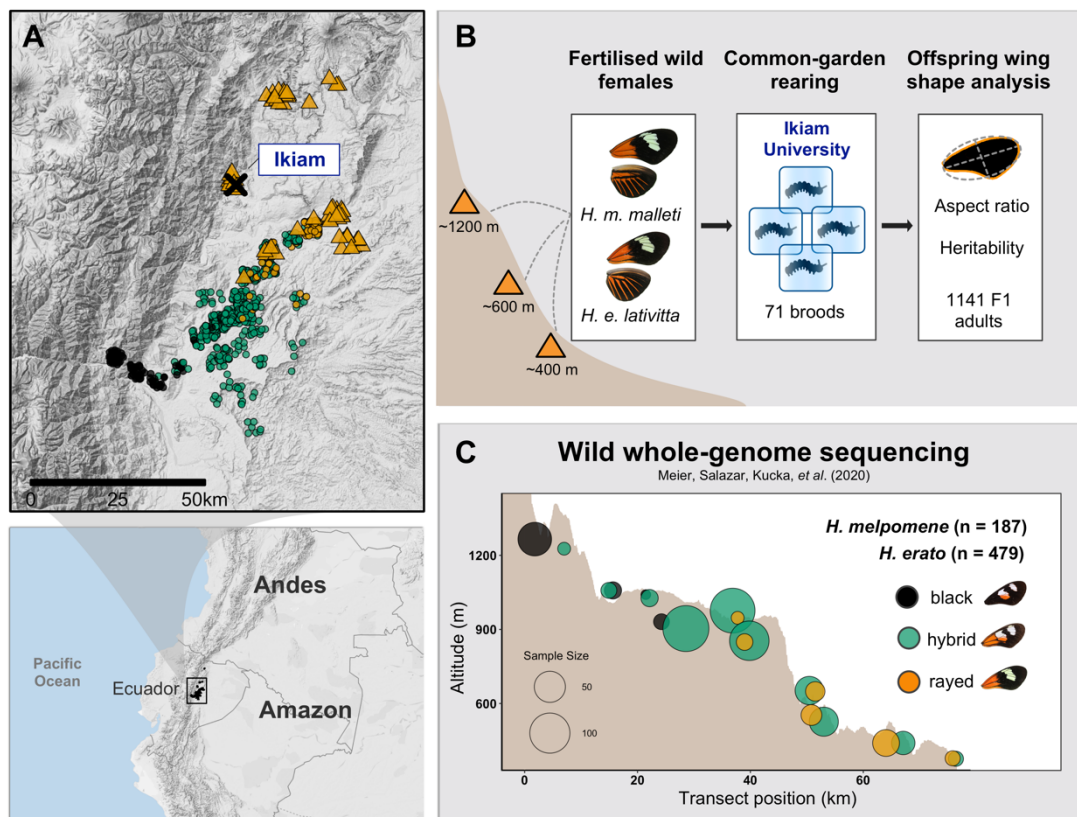 A
Ikiam
0
25
50km
Pacific
Ocean
Andes
Ecuador
Amazon
B
Fertilised wild
females
Common-garden
rearing
Offspring wing
shape analysis
~1200 m
~600 m
~400 m
H. m. malleti
H. e. lativitta
Ikiam
University
71 broods
Aspect ratio
Heritability
1141 F1
adults
C
Wild whole-genome sequencing
Meier, Salazar, Kucka, et al. (2020)
H. melpomene (n = 187)
H. erato (n = 479)
black
hybrid
rayed
Sample Size
50
100
Altitude (m)
1200
900
600
0
20
40
60
80
Transect position (km)